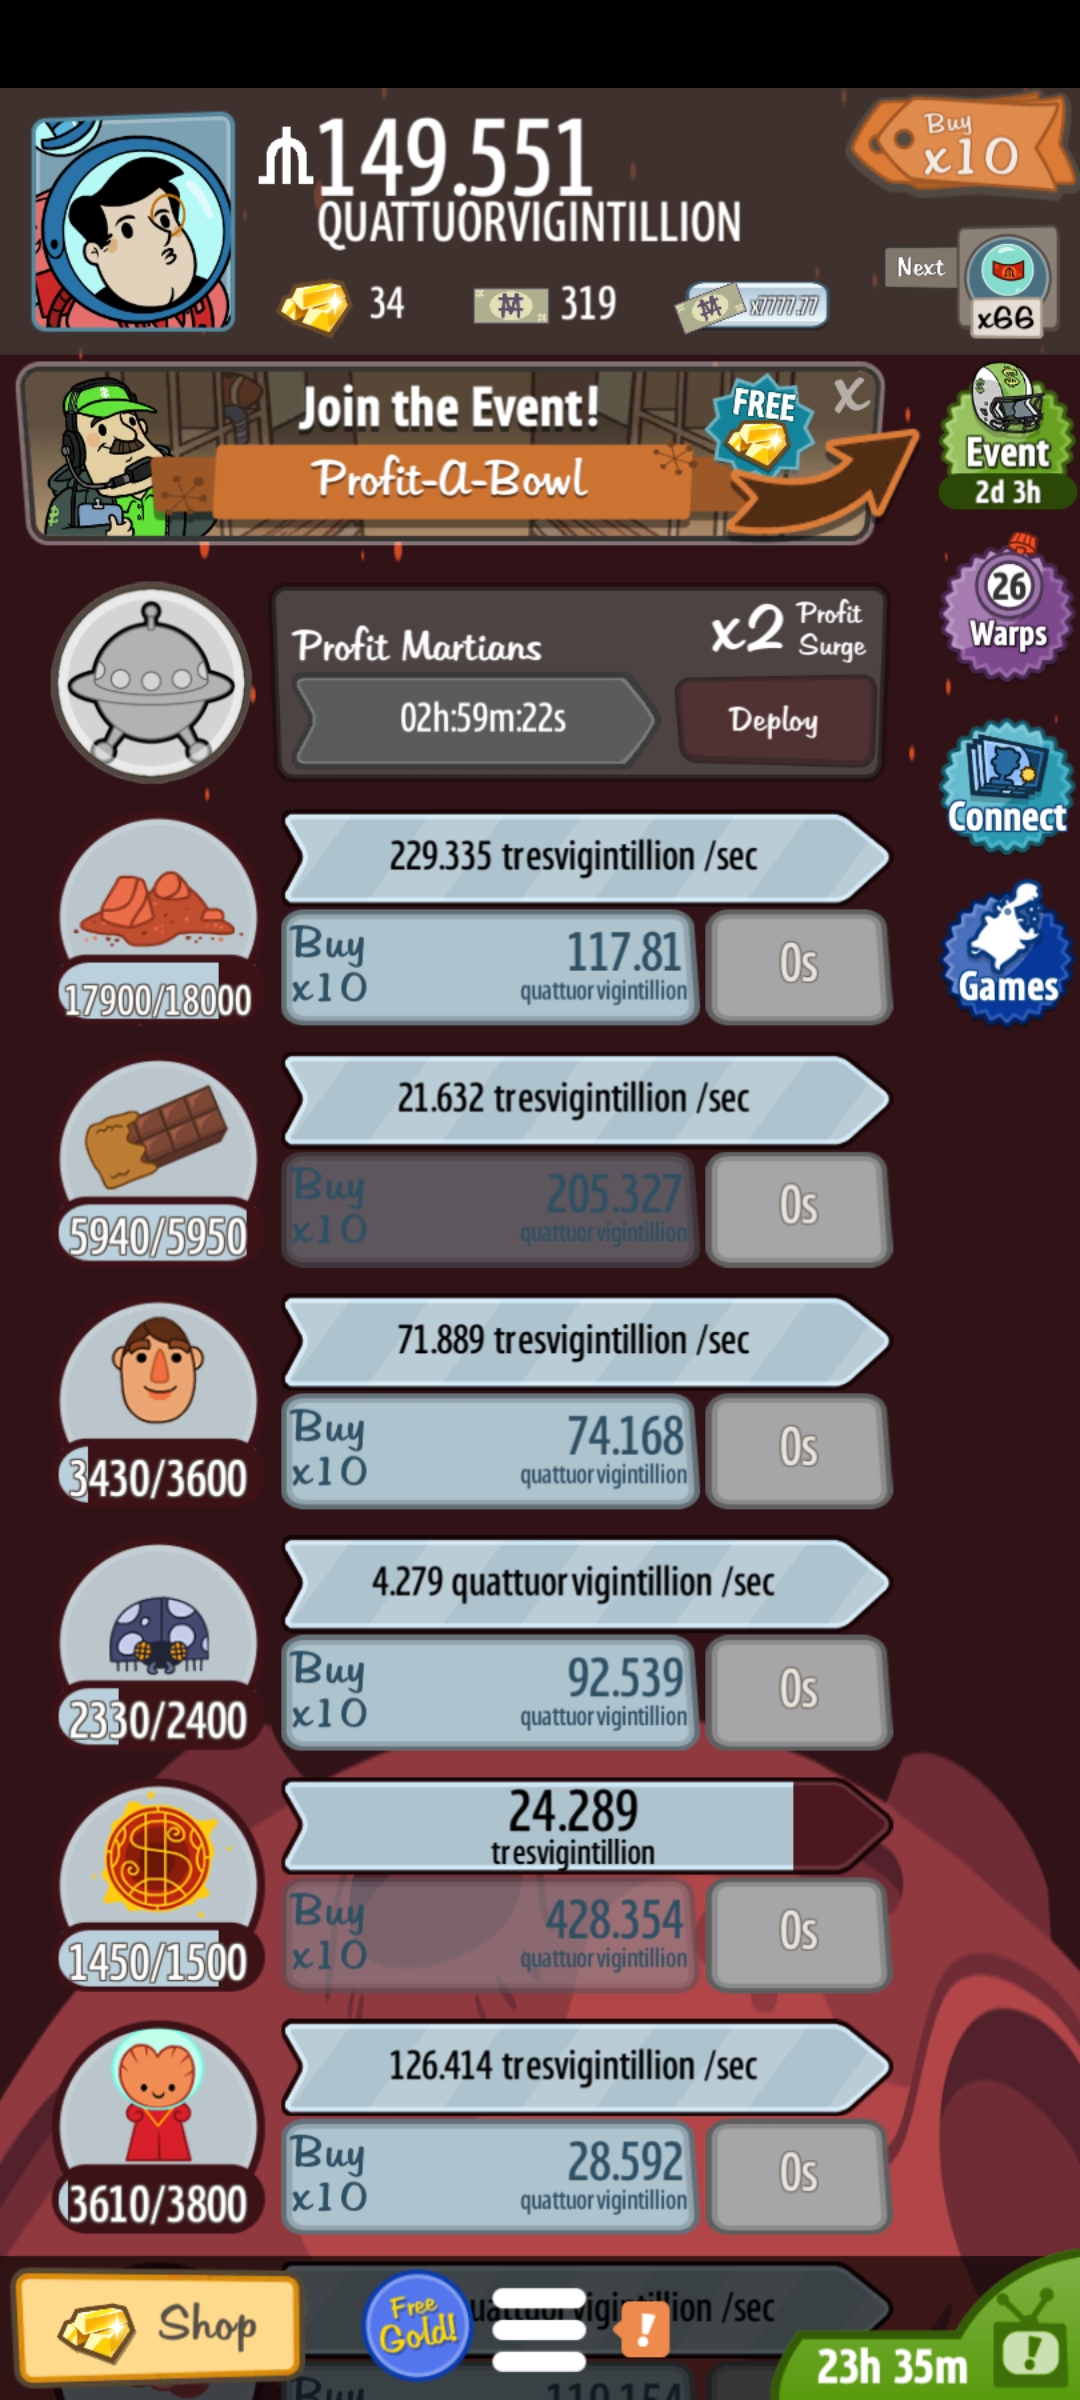 149.551
QUATTUORVIGINTILLION
Buy
x10
34
319
x7777.77
Next
x66
Join the Event!
Profit-A-Bowl
FREE
X
Event
2d 3h
26
Warps
Connect
Games
Profit Martians
x2 Profit Surge
02h:59m:22s
Deploy
229.335 tresvigintillion /sec
17900/18000
Buy x10
117.81
quattuorvigintillion
0s
21.632 tresvigintillion /sec
5940/5950
Buy x10
205.327
quattuorvigintillion
0s
71.889 tresvigintillion /sec
3430/3600
Buy x10
74.168
quattuorvigintillion
0s
4.279 quattuorvigintillion /sec
2330/2400
Buy x10
92.539
quattuorvigintillion
0s
24.289
tresvigintillion
1450/1500
Buy x10
428.354
quattuorvigintillion
0s
126.414 tresvigintillion /sec
3610/3800
Buy x10
28.592
quattuorvigintillion
0s
Shop
Free Gold!
/sec
!
23h 35m
!
Buy